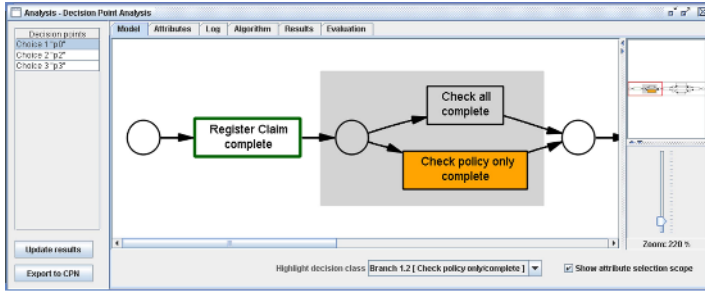 Analysis - Decision Point Analysis
Decision points
Choice 1 "p0"
Choice 2 "p2"
Choice 3 "p3"
Model Attributes Log Algorithm Results Evaluation
Register Claim
complete
Check all
complete
Check policy only
complete
Update results
Export to CPN
Zoom: 220 %
Highlight decision class Branch 1.2 [ Check policy only/complete ] Show attribute selection scope